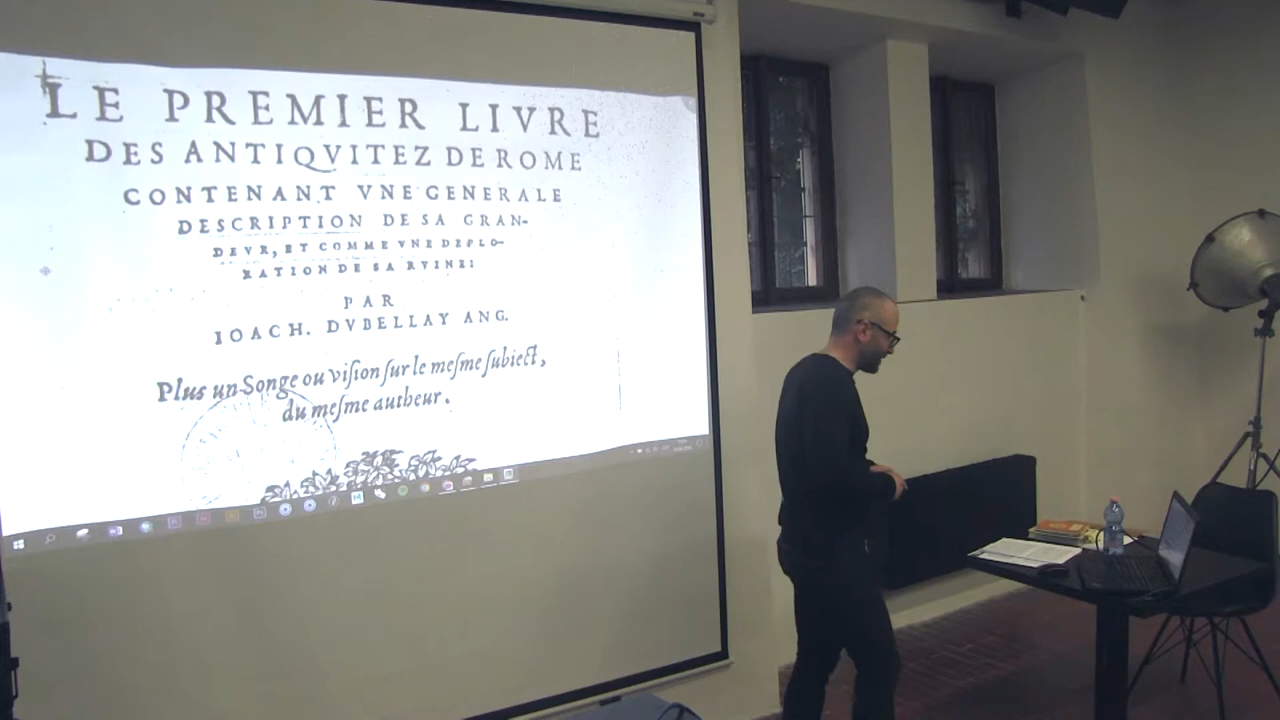 LE PREMIER LIVRE
DES ANTIQVITEZ DE ROME
CONTENANT VNE GENERALE
DESCRIPTION DE SA GRAN-
DEVR, ET COMME VNE DEPLO-
RATION DE SA RVINE:
PAR
IOACH. DVBELLAY ANG.
Plus un Songe ou viſion ſur le meſme ſubiect,
du meſme autheur.